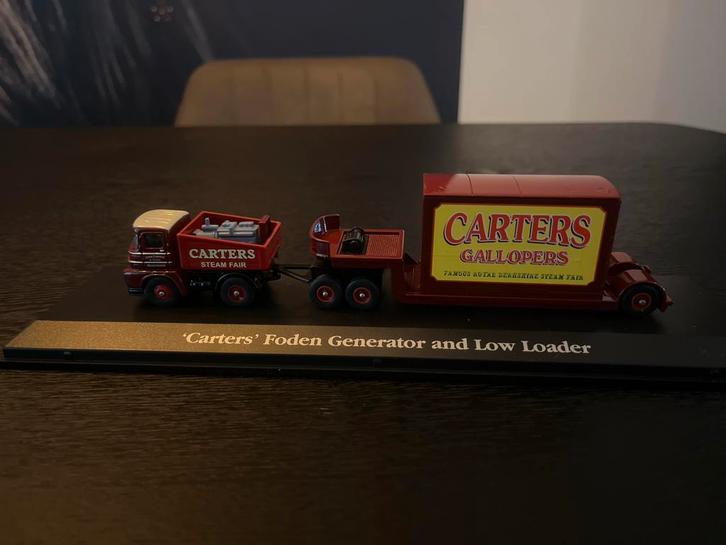 CARTERS
STEAM FAIR
CARTERS
GALLOPERS
FAMOUS ROYAL BERKSHIRE STEAM FAIR
'Carters' Foden Generator and Low Loader